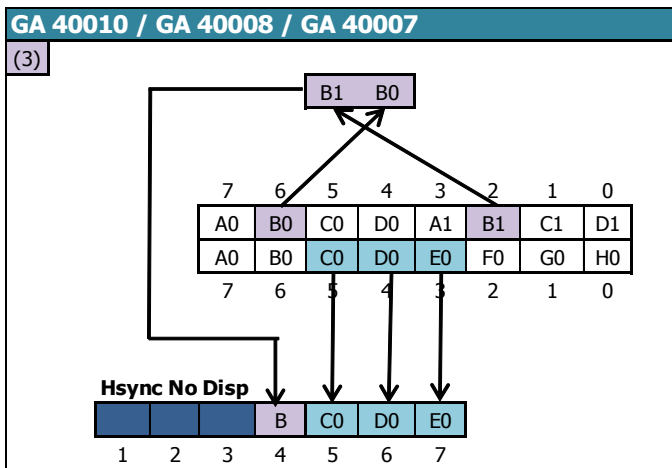 GA 40010 / GA 40008 / GA 40007
(3)
B1 B0
7 6 5 4 3 2 1 0
A0 B0 C0 D0 A1 B1 C1 D1
A0 B0 C0 D0 E0 F0 G0 H0
7 6 5 4 3 2 1 0
Hsync No Disp
B C0 D0 E0
1 2 3 4 5 6 7